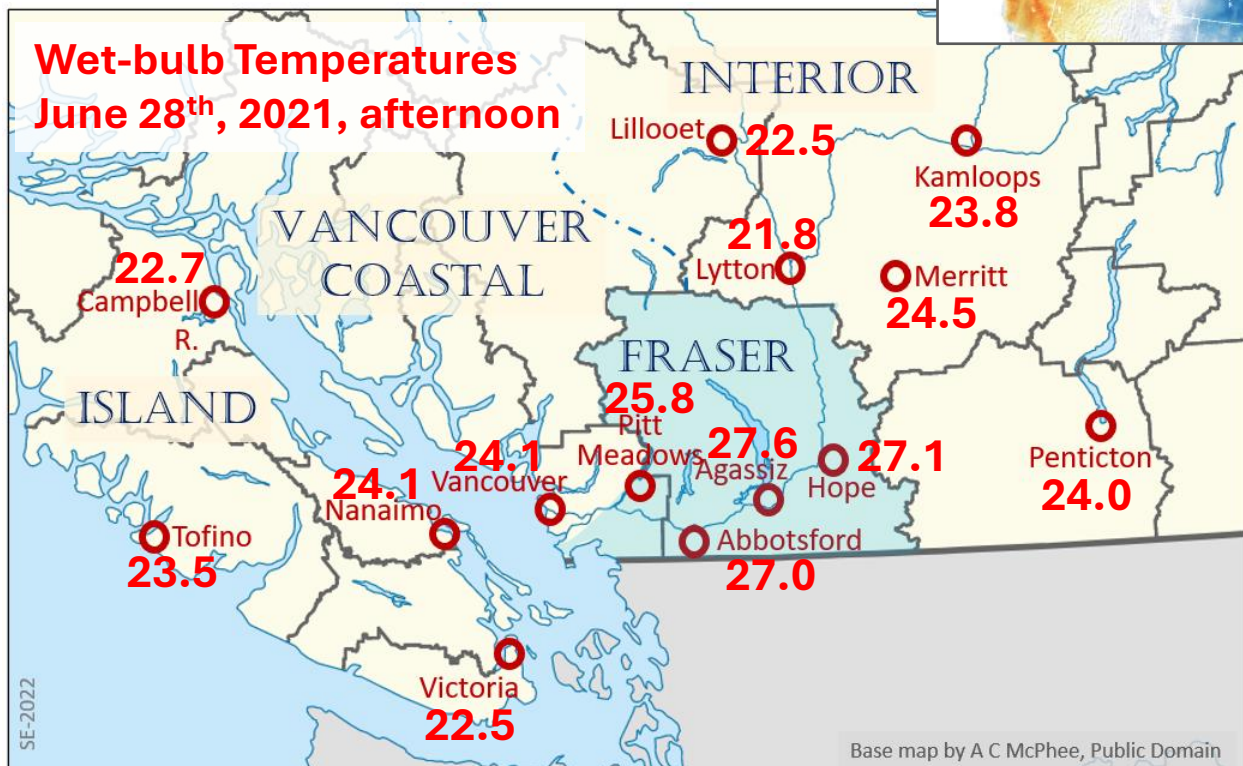 Wet-bulb Temperatures
June 28th, 2021, afternoon
INTERIOR
Lillooet
22.5
Kamloops
23.8
VANCOUVER
COASTAL
21.8
Lytton
Merritt
24.5
22.7
Campbell
R.
FRASER
25.8
Pitt
Meadows
ISLAND
27.6
Agassiz
27.1
Hope
Penticton
24.0
24.1
Vancouver
24.1
Nanaimo
Tofino
23.5
Abbotsford
27.0
Victoria
22.5
SE-2022
Base map by A C McPhee, Public Domain